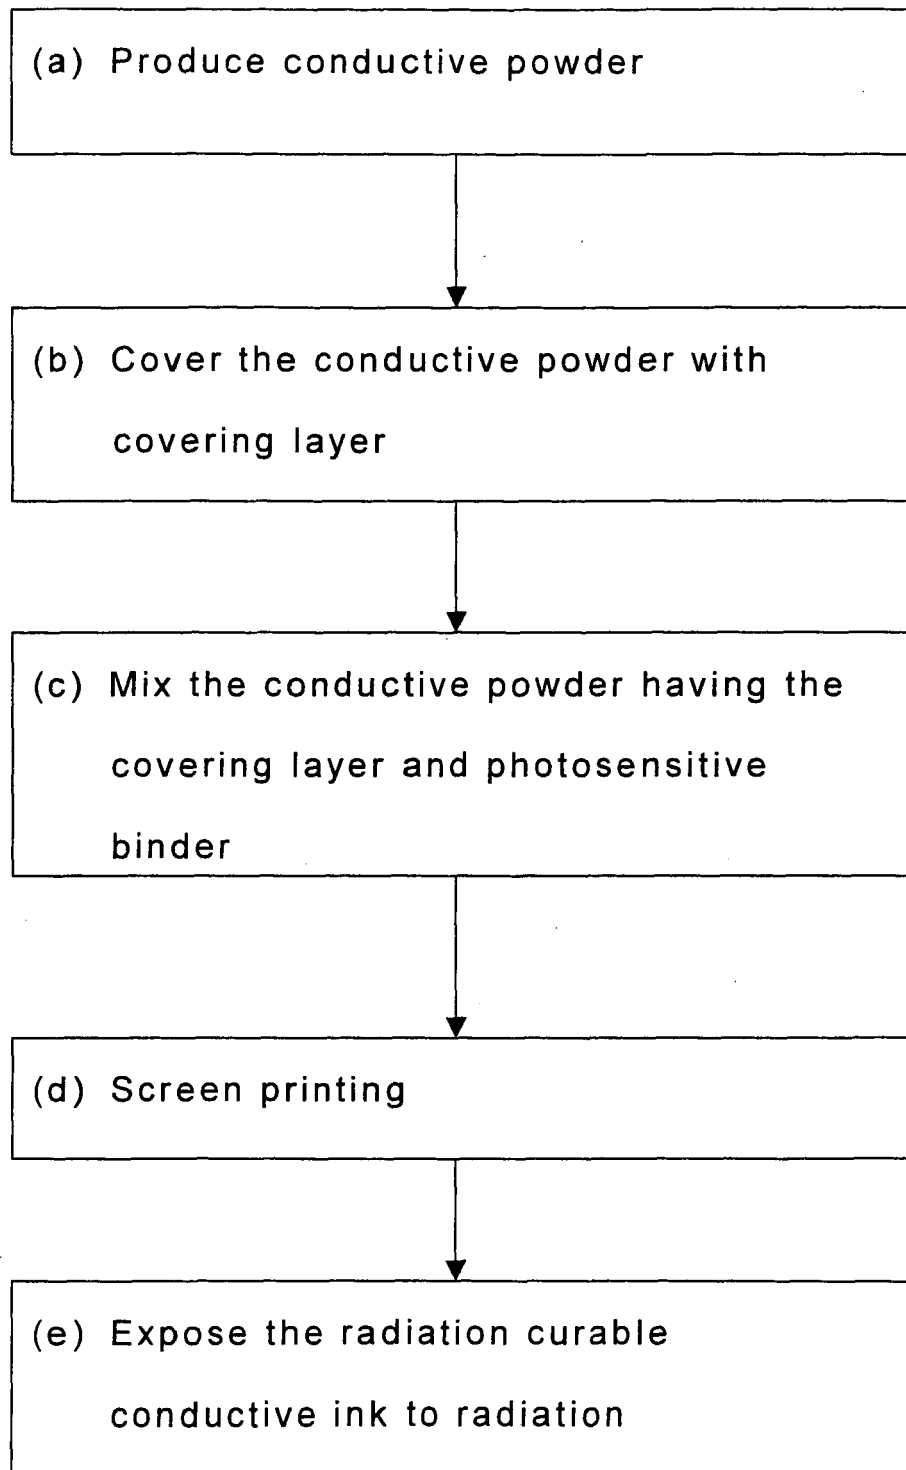 (a) Produce conductive powder
(b) Cover the conductive powder with
covering layer
(c) Mix the conductive powder having the
covering layer and photosensitive
binder
(d) Screen printing
(e) Expose the radiation curable
conductive ink to radiation